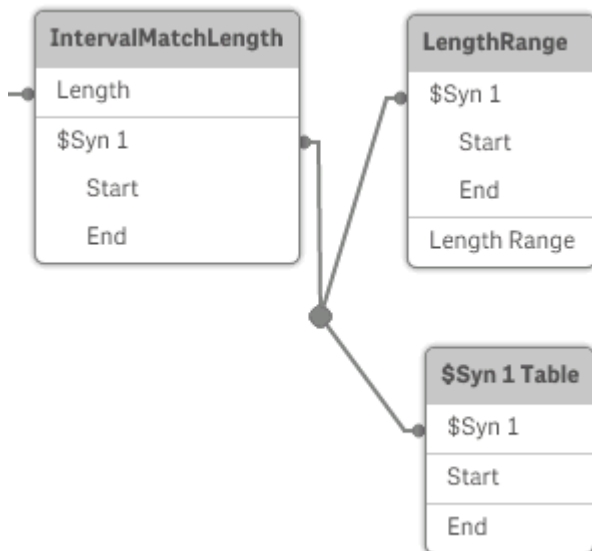 IntervalMatchLength
Length
$Syn 1
Start
End
LengthRange
$Syn 1
Start
End
Length Range
$Syn 1 Table
$Syn 1
Start
End